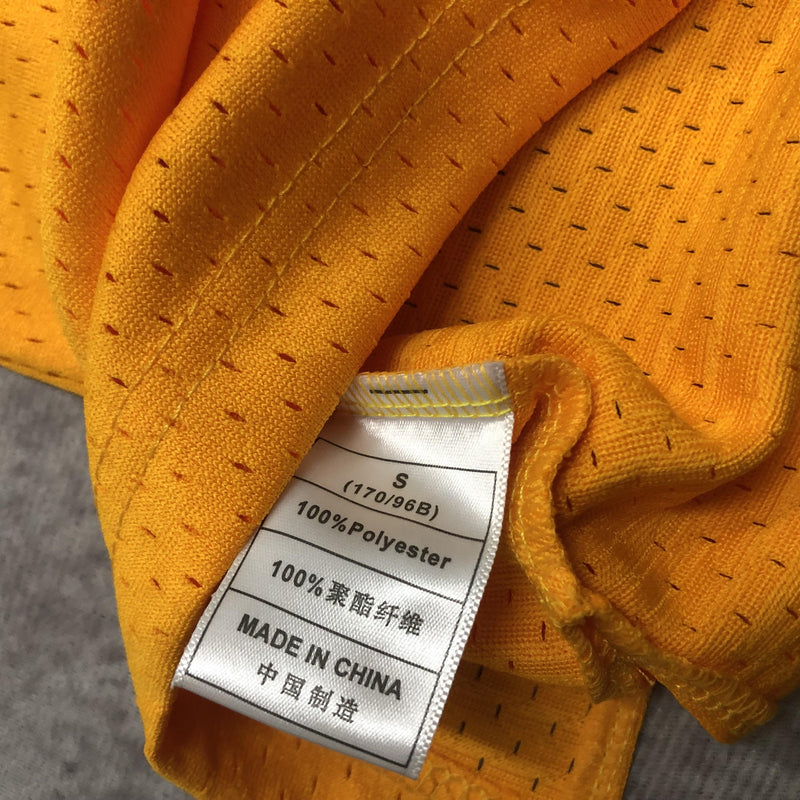 S
(170/96B)
100%Polyester
100%聚酯纤维
MADE IN CHINA
中国制造